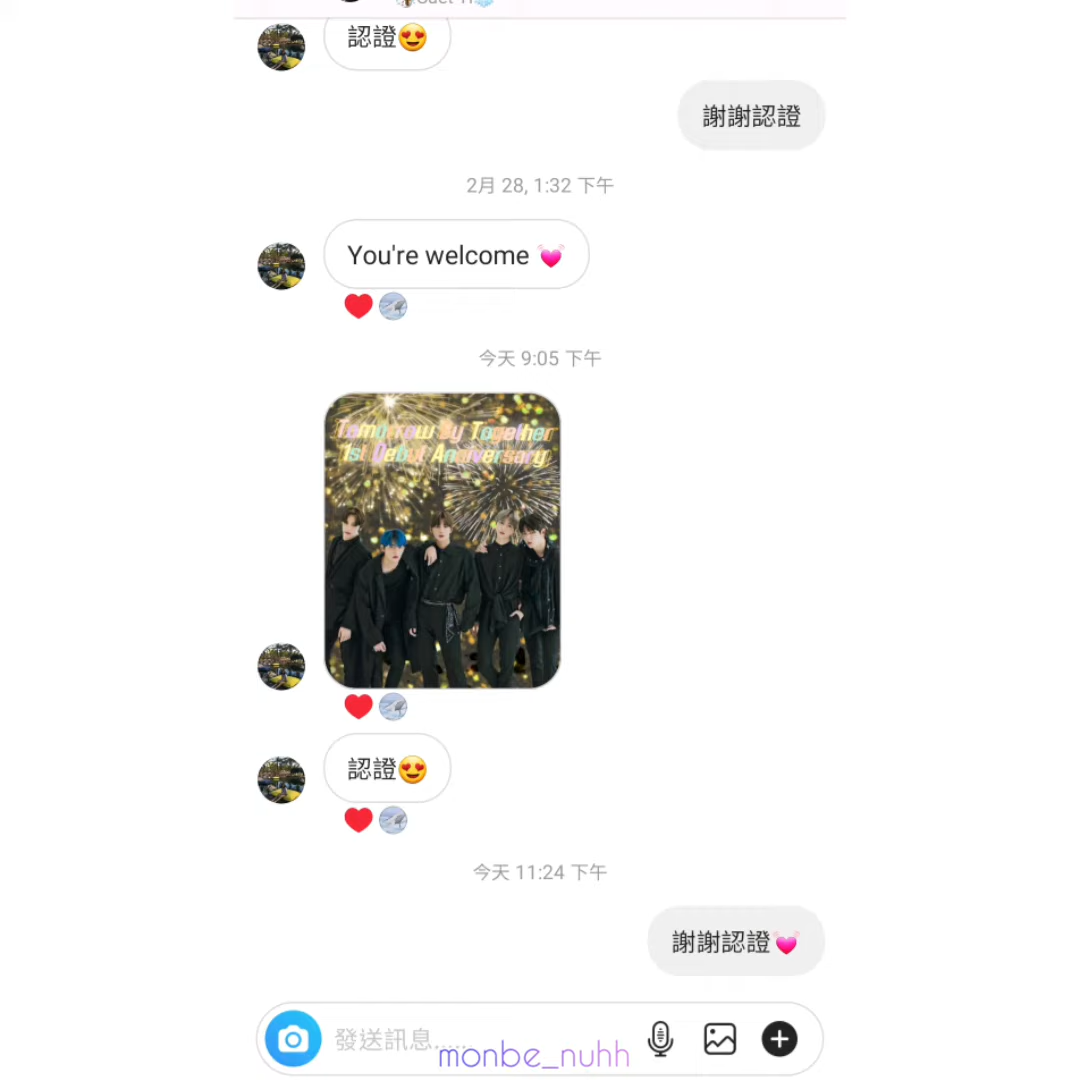 認證😍
謝謝認證
2月 28, 1:32 下午
You're welcome 💓
今天 9:05 下午
Tomorrow By Together
1st Debut Anniversary
認證😍
今天 11:24 下午
謝謝認證💓
發送訊息......
monbe_nuhh